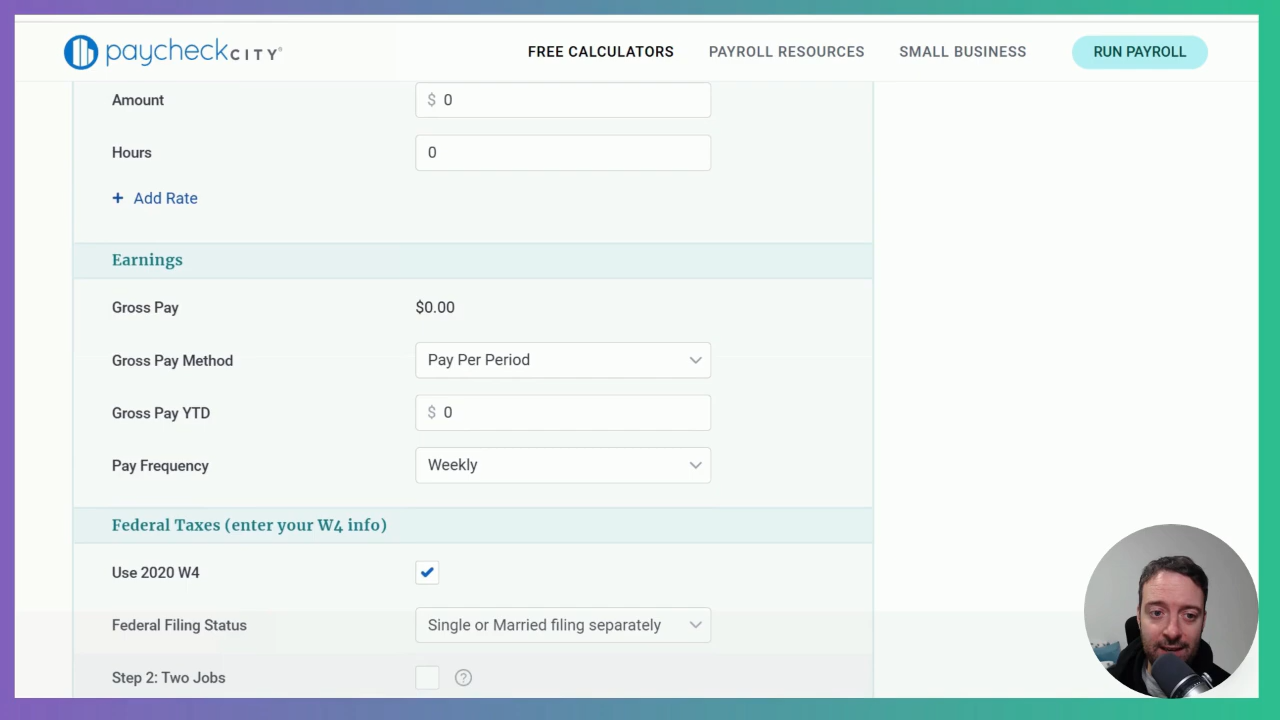 paycheckCITY®
FREE CALCULATORS
PAYROLL RESOURCES
SMALL BUSINESS
RUN PAYROLL
Amount
$ 0
Hours
0
+ Add Rate
Earnings
Gross Pay
$0.00
Gross Pay Method
Pay Per Period
Gross Pay YTD
$ 0
Pay Frequency
Weekly
Federal Taxes (enter your W4 info)
Use 2020 W4
Federal Filing Status
Single or Married filing separately
Step 2: Two Jobs
?